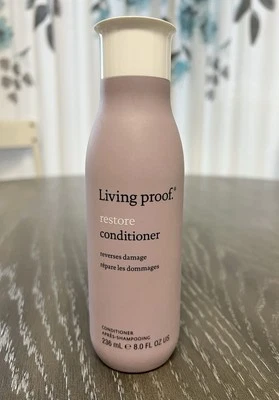 Living proof.®
restore
conditioner
reverses damage
répare les dommages
CONDITIONER
APRÈS-SHAMPOOING
236 mL ℮ 8.0 FL OZ US